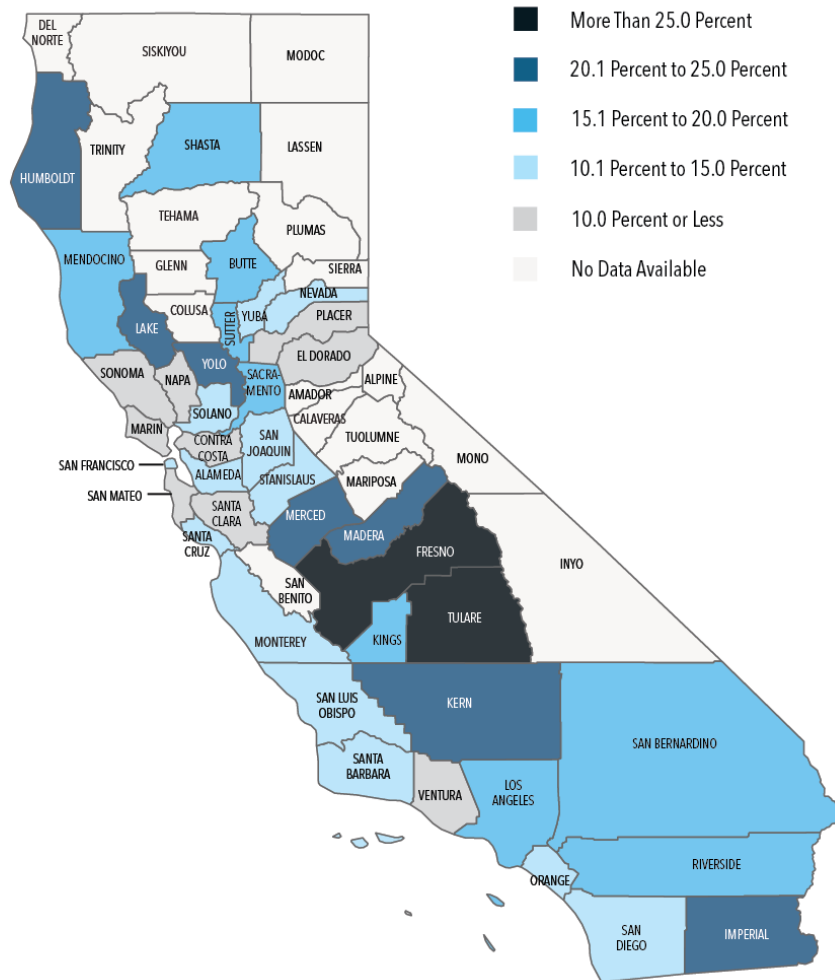 More Than 25.0 Percent
20.1 Percent to 25.0 Percent
15.1 Percent to 20.0 Percent
10.1 Percent to 15.0 Percent
10.0 Percent or Less
No Data Available
DEL
NORTE
SISKIYOU
MODOC
HUMBOLDT
TRINITY
SHASTA
LASSEN
TEHAMA
PLUMAS
MENDOCINO
GLENN
BUTTE
SIERRA
NEVADA
COLUSA
LAKE
SUTTER
YUBA
PLACER
EL DORADO
YOLO
SONOMA
NAPA
SACRA-
MENTO
ALPINE
AMADOR
SOLANO
CALAVERAS
MARIN
CONTRA
COSTA
SAN
JOAQUIN
TUOLUMNE
MONO
SAN FRANCISCO
ALAMEDA
STANISLAUS
MARIPOSA
SAN MATEO
SANTA
CLARA
MERCED
MADERA
SANTA
CRUZ
FRESNO
INYO
SAN
BENITO
MONTEREY
KINGS
TULARE
SAN LUIS
OBISPO
KERN
SANTA
BARBARA
VENTURA
LOS
ANGELES
SAN BERNARDINO
ORANGE
RIVERSIDE
SAN
DIEGO
IMPERIAL